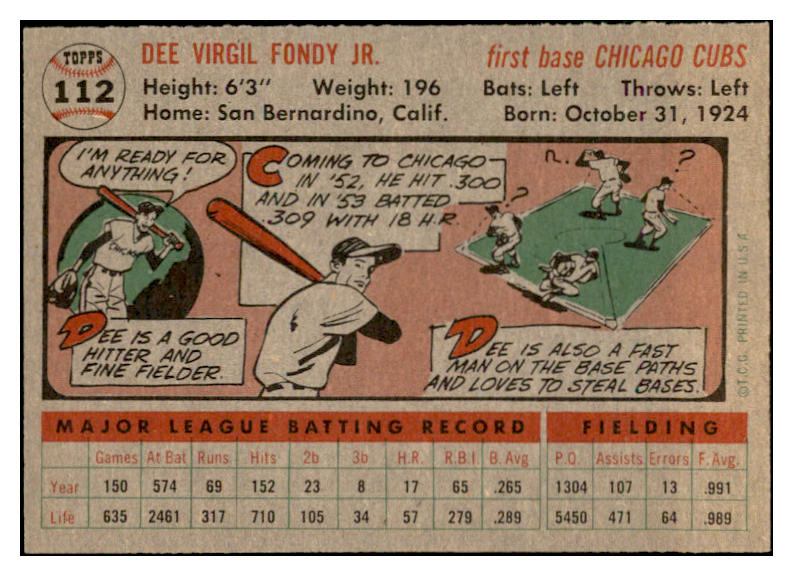 TOPPS
112
DEE VIRGIL FONDY JR.
first base CHICAGO CUBS
Height: 6'3" Weight: 196 Bats: Left Throws: Left
Home: San Bernardino, Calif. Born: October 31, 1924
I'M READY FOR
ANYTHING!
CHICAGO
DEE IS A GOOD
HITTER AND
FINE FIELDER.
COMING TO CHICAGO
IN '52, HE HIT .300
AND IN '53 BATTED
.309 WITH 18 H.R.
?
?
DEE IS ALSO A FAST
MAN ON THE BASE PATHS
AND LOVES TO STEAL BASES.
©T.C.G. PRINTED IN U.S.A.
MAJOR LEAGUE BATTING RECORD FIELDING
Games At Bat Runs Hits 2b 3b H.R. R.B.I. B. Avg P.O. Assists Errors F. Avg.
Year 150 574 69 152 23 8 17 65 .265 1304 107 13 .991
Life 635 2461 317 710 105 34 57 279 .289 5450 471 64 .989